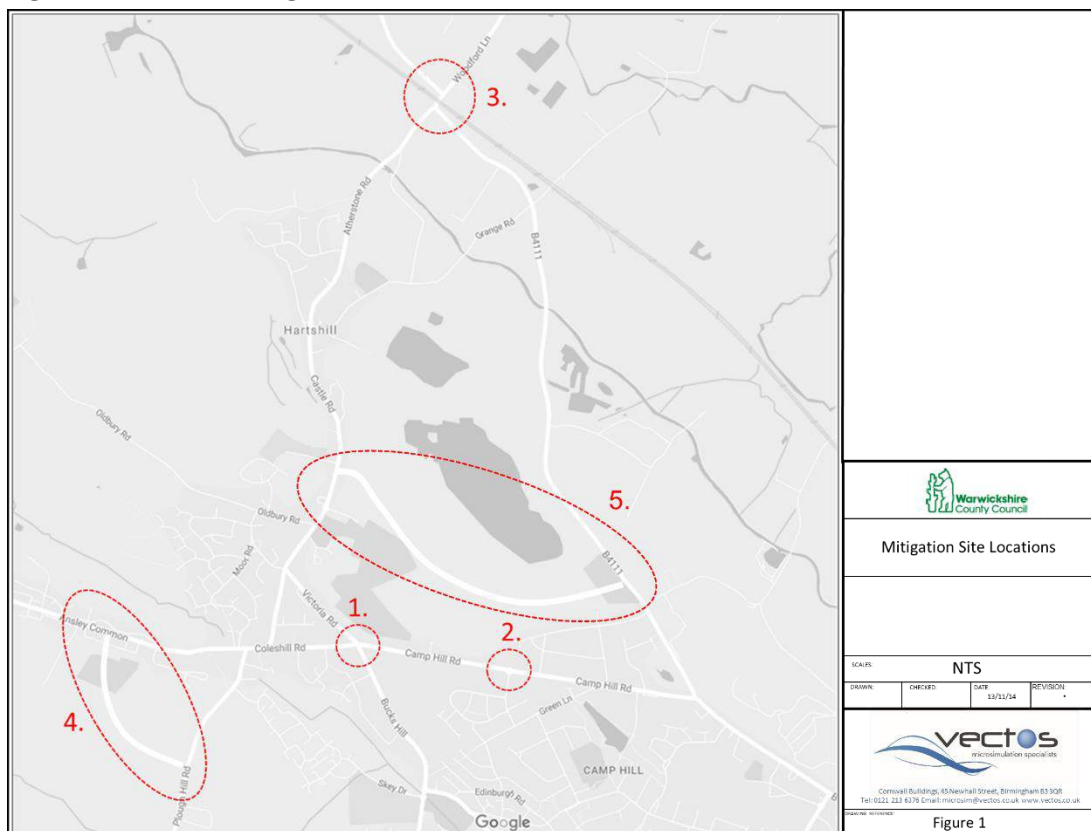 Woodford Ln
3.
Atherstone Rd
Grange Rd
B4111
Hartshill
Castle Rd
Oldbury Rd
5.
Oldbury Rd
Moor Rd
B4111
Victoria Rd
1.
2.
Ansley Common
Coleshill Rd
Camp Hill Rd
Camp Hill Rd
4.
Bucks Hill
Green Ln
Plough Hill Rd
CAMP HILL
Skey Dr
Edinburgh Rd
Google
Warwickshire
County Council
Mitigation Site Locations
SCALES: NTS
DRAWN: CHECKED: DATE: REVISION:
13/11/14 *
vectos
microsimulation specialists
Cornwall Buildings, 45 Newhall Street, Birmingham B3 3QR
Tel: 0121 213 6376 Email: microsim@vectos.co.uk www.vectos.co.uk
DRAWING REFERENCE:
Figure 1